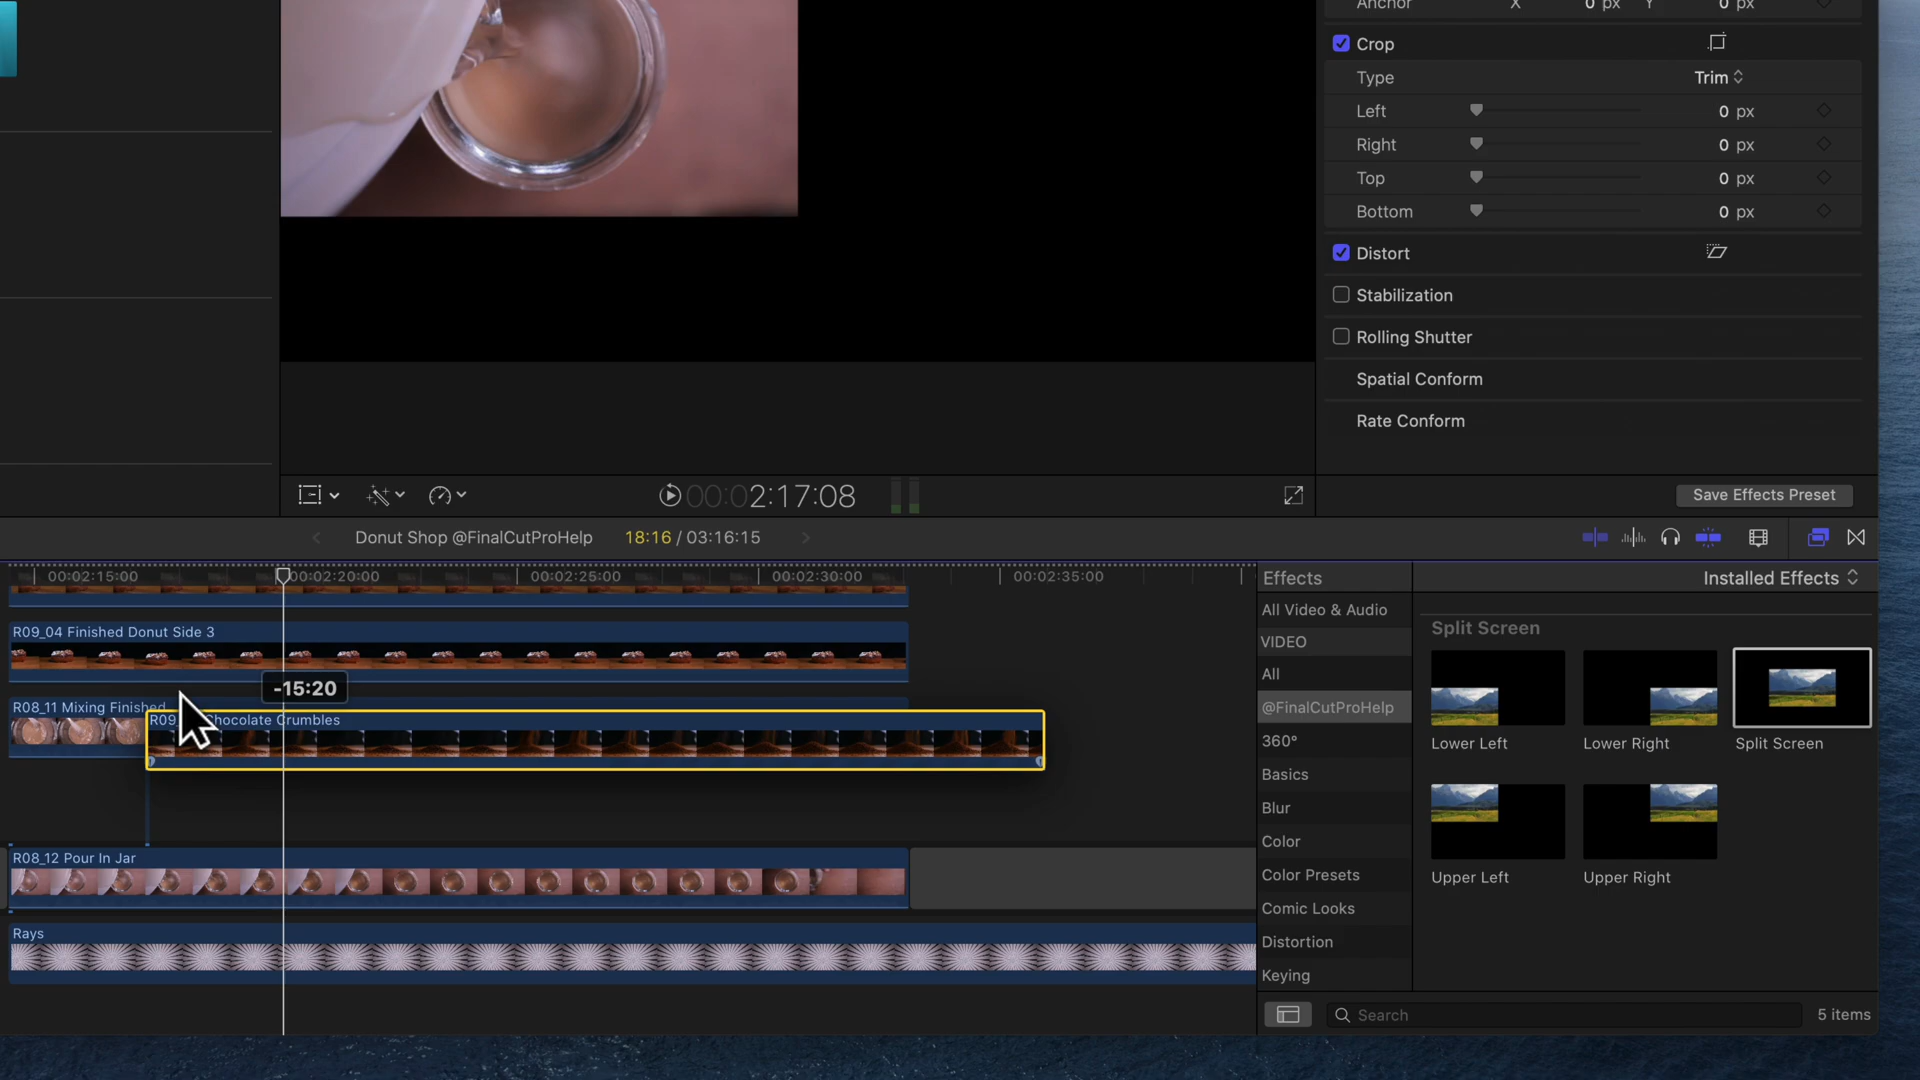 Anchor X 0 px Y 0 px
Crop
Type Trim
Left 0 px
Right 0 px
Top 0 px
Bottom 0 px
Distort
Stabilization
Rolling Shutter
Spatial Conform
Rate Conform
00:02:17:08
Save Effects Preset
Donut Shop @FinalCutProHelp 18:16 / 03:16:15
00:02:15:00 00:02:20:00 00:02:25:00 00:02:30:00 00:02:35:00
R09_04 Finished Donut Side 3
-15:20
R08_11 Mixing Finished
R09 Chocolate Crumbles
R08_12 Pour In Jar
Rays
Effects
Installed Effects
All Video & Audio
VIDEO
All
@FinalCutProHelp
360°
Basics
Blur
Color
Color Presets
Comic Looks
Distortion
Keying
Split Screen
Lower Left
Lower Right
Split Screen
Upper Left
Upper Right
Search
5 items